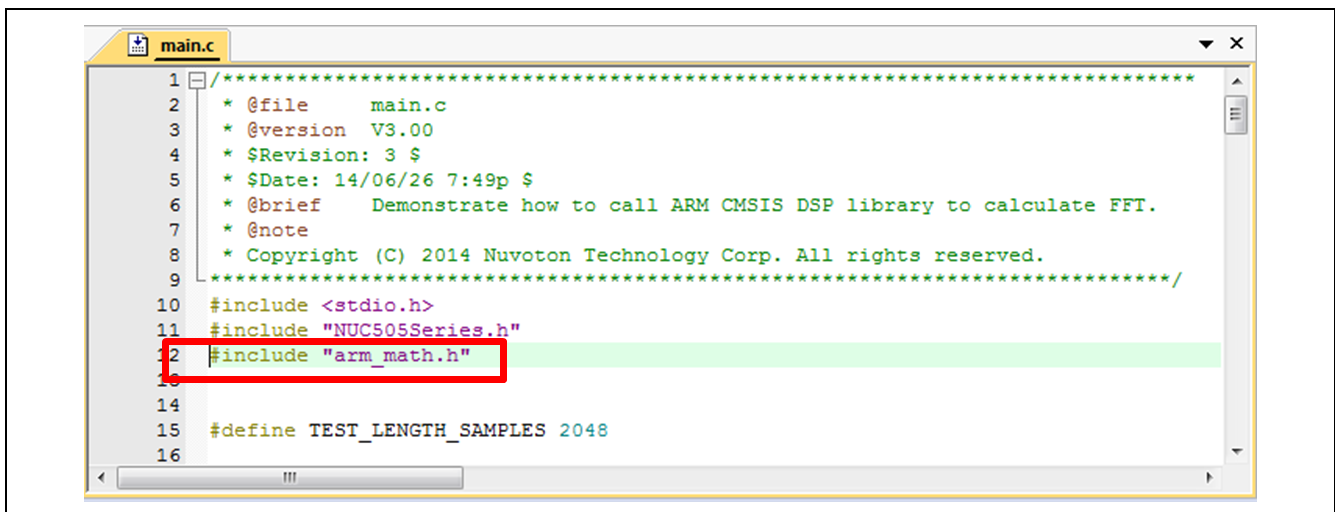 main.c
1 /******************************************************************************
2 * @file     main.c
3 * @version  V3.00
4 * $Revision: 3 $
5 * $Date: 14/06/26 7:49p $
6 * @brief    Demonstrate how to call ARM CMSIS DSP library to calculate FFT.
7 * @note
8 * Copyright (C) 2014 Nuvoton Technology Corp. All rights reserved.
9 *****************************************************************************/
10 #include <stdio.h>
11 #include "NUC505Series.h"
12 #include "arm_math.h"
13
14
15 #define TEST_LENGTH_SAMPLES 2048
16